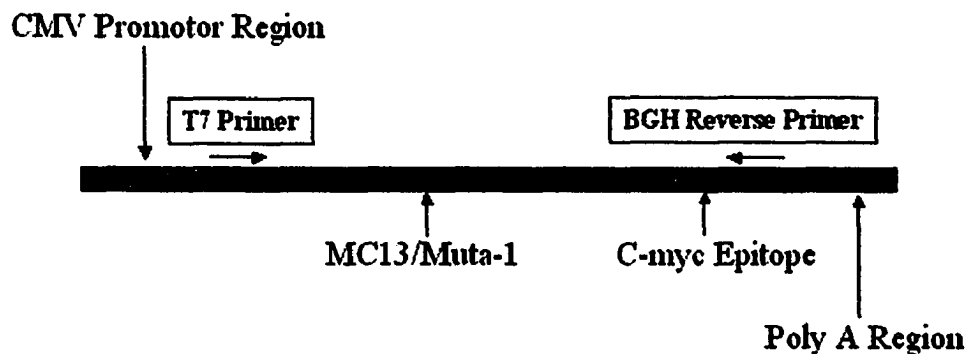 CMV Promotor Region
T7 Primer
BGH Reverse Primer
MC13/Muta-1
C-myc Epitope
Poly A Region